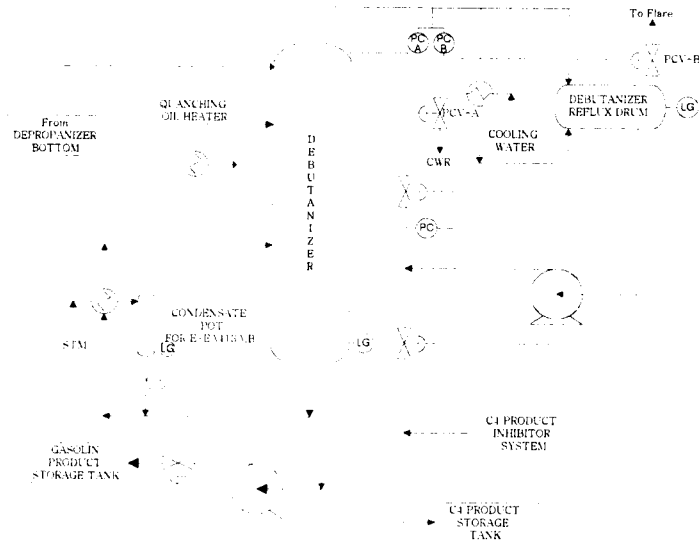 To Flare
PC
A
PC
B
PCV-B
QUANCHING
OIL HEATER
From
DEPROPANIZER
BOTTOM
DEBUTANIZER
REFLUX DRUM
LG
PCV-A
COOLING
WATER
CWR
DEBUTANIZER
PC
CONDENSATE
POT
LG
LG
STM
C4 PRODUCT
INHIBITOR
SYSTEM
GASOLIN
PRODUCT
STORAGE TANK
C4 PRODUCT
STORAGE
TANK